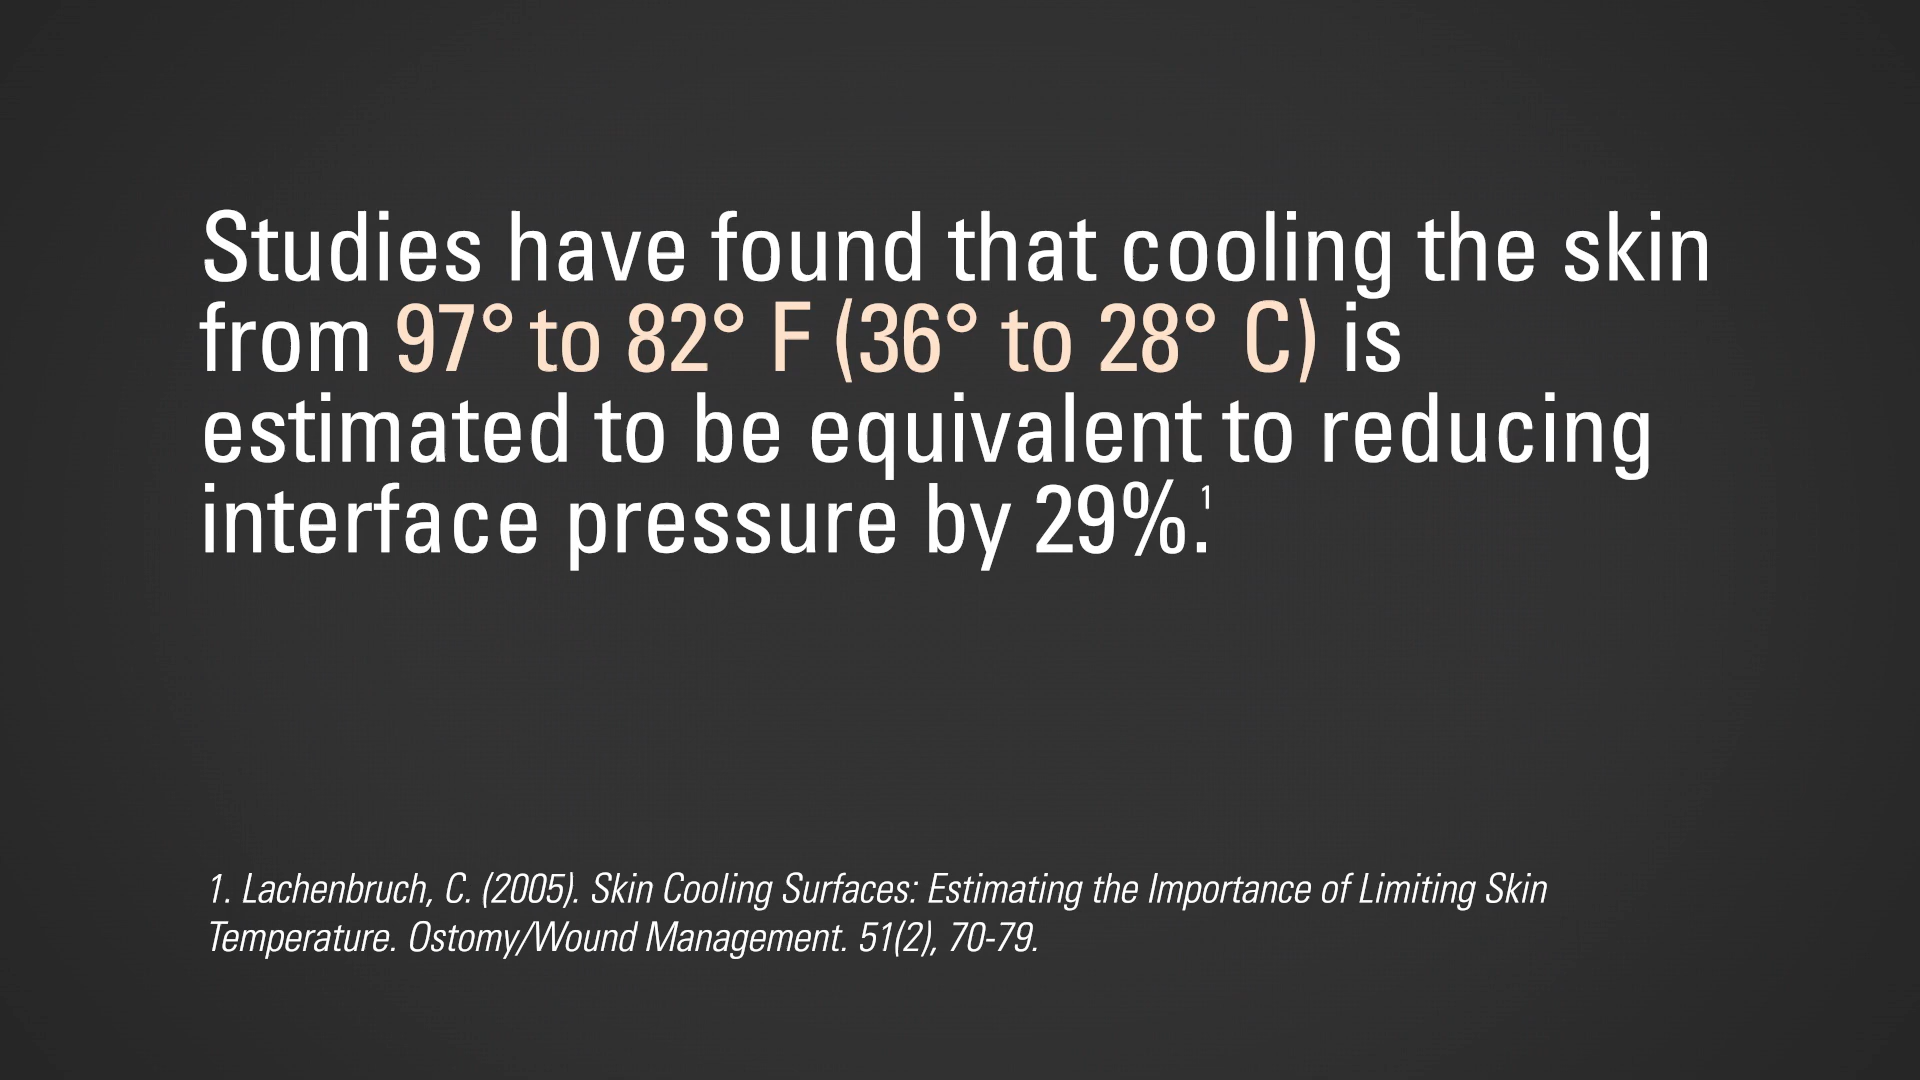 Studies have found that cooling the skin
from 97° to 82° F (36° to 28° C) is
estimated to be equivalent to reducing
interface pressure by 29%.¹
1. Lachenbruch, C. (2005). Skin Cooling Surfaces: Estimating the Importance of Limiting Skin
Temperature. Ostomy/Wound Management. 51(2), 70-79.